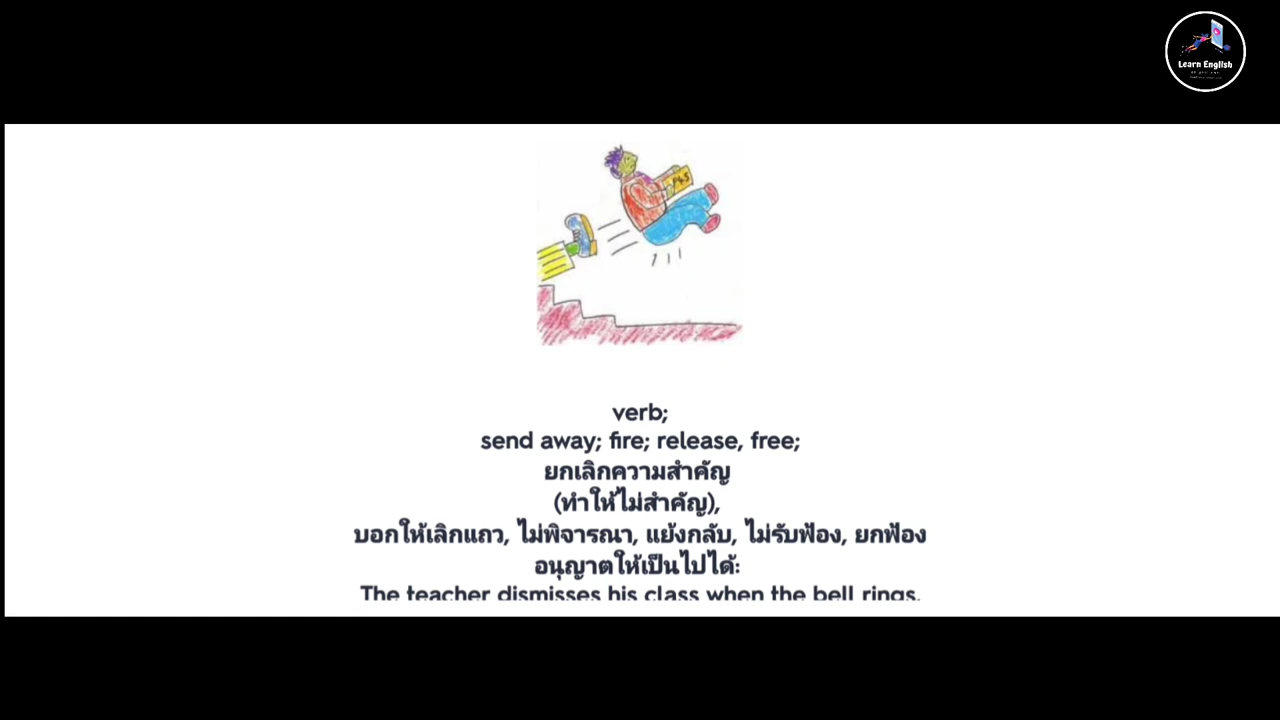 Learn English
P45
verb;
send away; fire; release, free;
ยกเลิกความสำคัญ
(ทำให้ไม่สำคัญ),
บอกให้เลิกแถว, ไม่พิจารณา, แย้งกลับ, ไม่รับฟ้อง, ยกฟ้อง
อนุญาตให้เป็นไปได้:
The teacher dismisses his class when the bell rings.